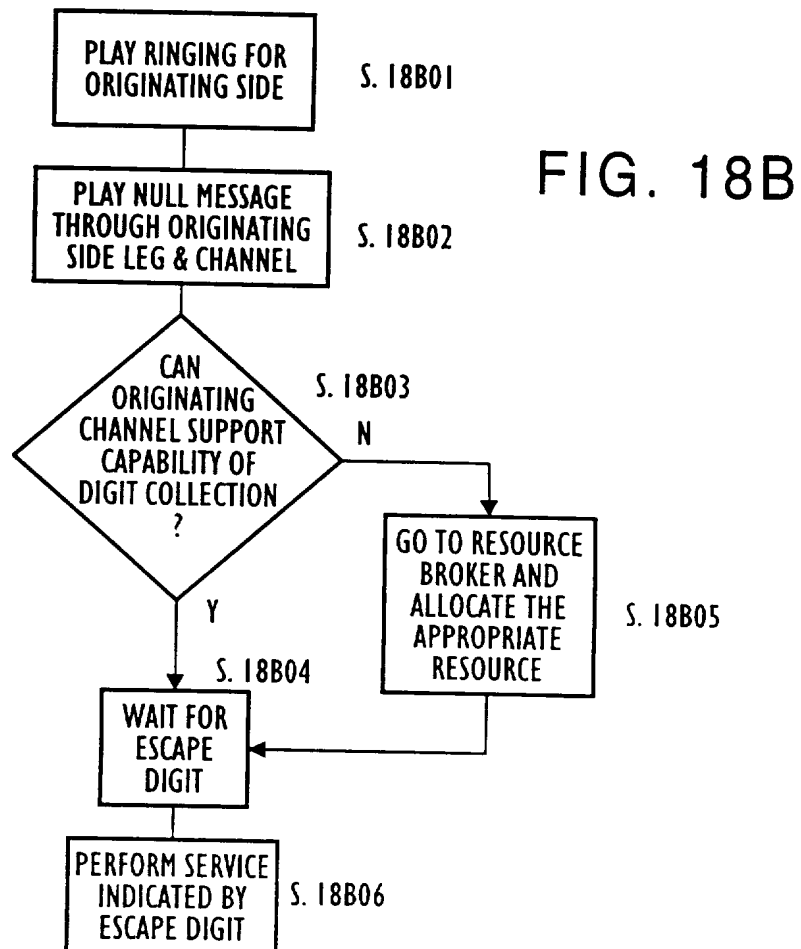 PLAY RINGING FOR
ORIGINATING SIDE
S. 18B01
FIG. 18B
PLAY NULL MESSAGE
THROUGH ORIGINATING
SIDE LEG & CHANNEL
S. 18B02
CAN
ORIGINATING
CHANNEL SUPPORT
CAPABILITY OF
DIGIT COLLECTION
?
S. 18B03
N
Y
GO TO RESOURCE
BROKER AND
ALLOCATE THE
APPROPRIATE
RESOURCE
S. 18B05
S. 18B04
WAIT FOR
ESCAPE
DIGIT
PERFORM SERVICE
INDICATED BY
ESCAPE DIGIT
S. 18B06